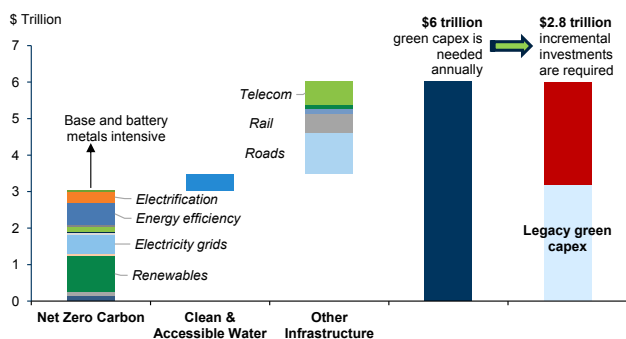 $ Trillion
7
6
5
4
3
2
1
0
$6 trillion
green capex is
needed
annually
$2.8 trillion
incremental
investments
are required
Telecom
Rail
Roads
Base and battery
metals intensive
Electrification
Energy efficiency
Electricity grids
Renewables
Legacy green
capex
Net Zero Carbon
Clean &
Accessible Water
Other
Infrastructure